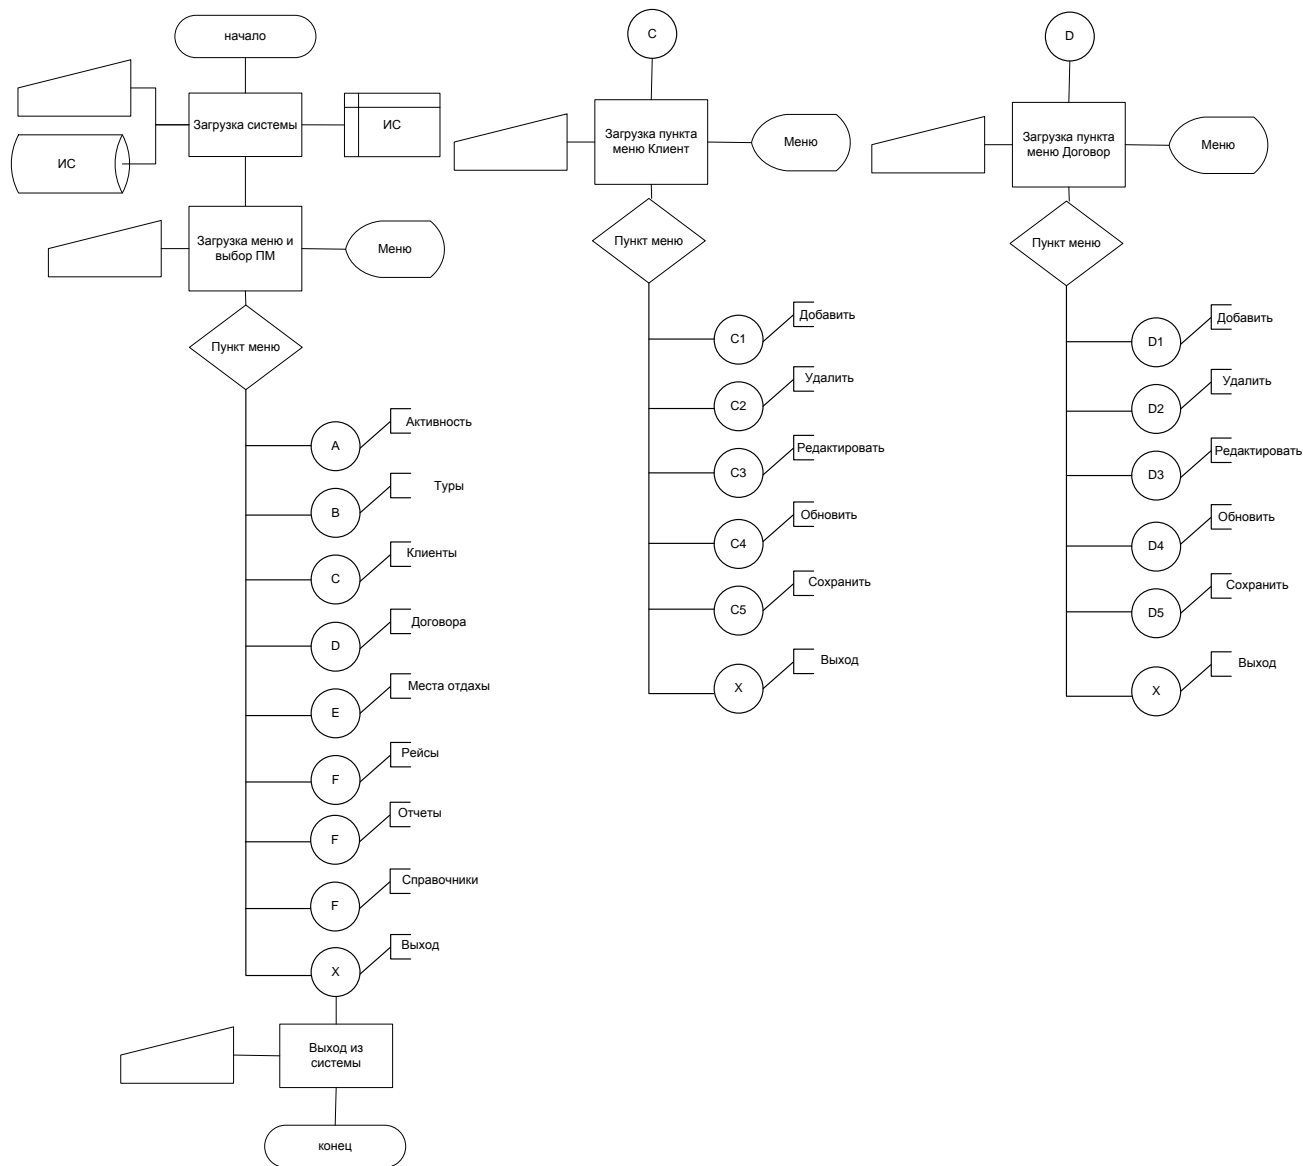 начало
Загрузка системы
ИС
ИС
Загрузка меню и
выбор ПМ
Меню
Пункт меню
A
Активность
B
Туры
C
Клиенты
D
Договора
E
Места отдахы
F
Рейсы
F
Отчеты
F
Справочники
X
Выход
Выход из
системы
конец
C
Загрузка пункта
меню Клиент
Меню
Пункт меню
C1
Добавить
C2
Удалить
C3
Редактировать
C4
Обновить
C5
Сохранить
X
Выход
D
Загрузка пункта
меню Договор
Меню
Пункт меню
D1
Добавить
D2
Удалить
D3
Редактировать
D4
Обновить
D5
Сохранить
X
Выход